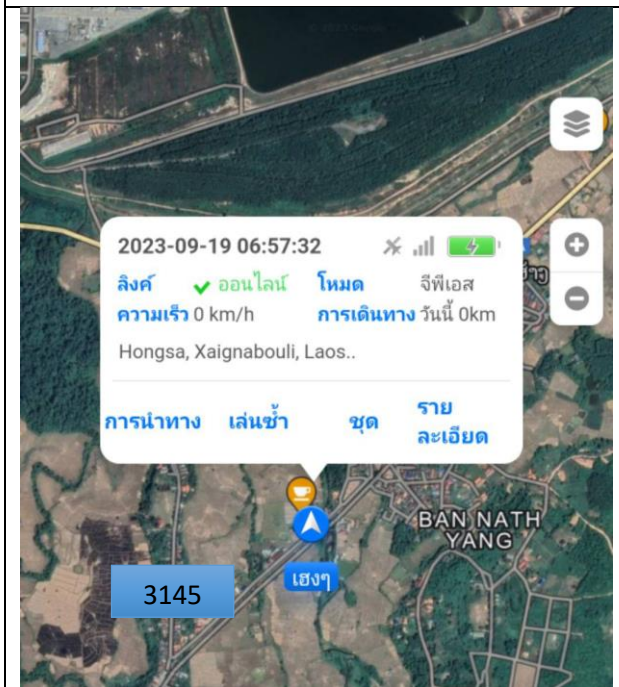 2023-09-19 06:57:32
ลิงค์ ออนไลน์ โหมด จีพีเอส
ความเร็ว 0 km/h การเดินทาง วันนี้ 0km
Hongsa, Xaignabouli, Laos..
การนำทาง เล่นซ้ำ ชุด ราย
ละเอียด
BAN NATH
YANG
เฮงๆ
3145